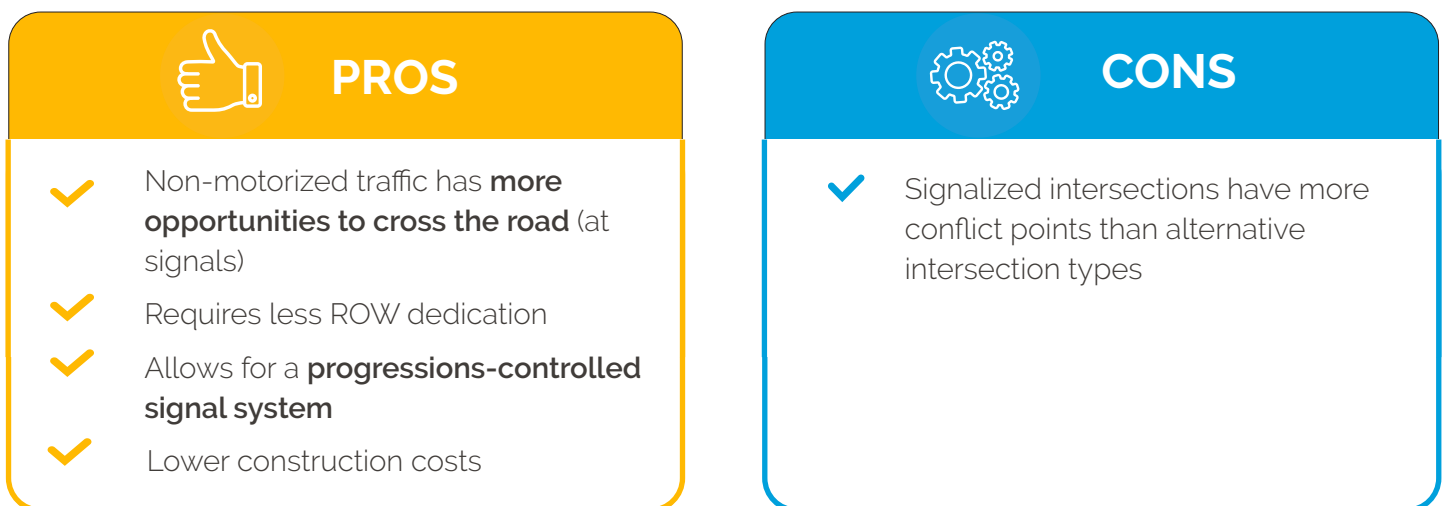 PROS
Non-motorized traffic has more
opportunities to cross the road (at
signals)
Requires less ROW dedication
Allows for a progressions-controlled
signal system
Lower construction costs
CONS
Signalized intersections have more
conflict points than alternative
intersection types